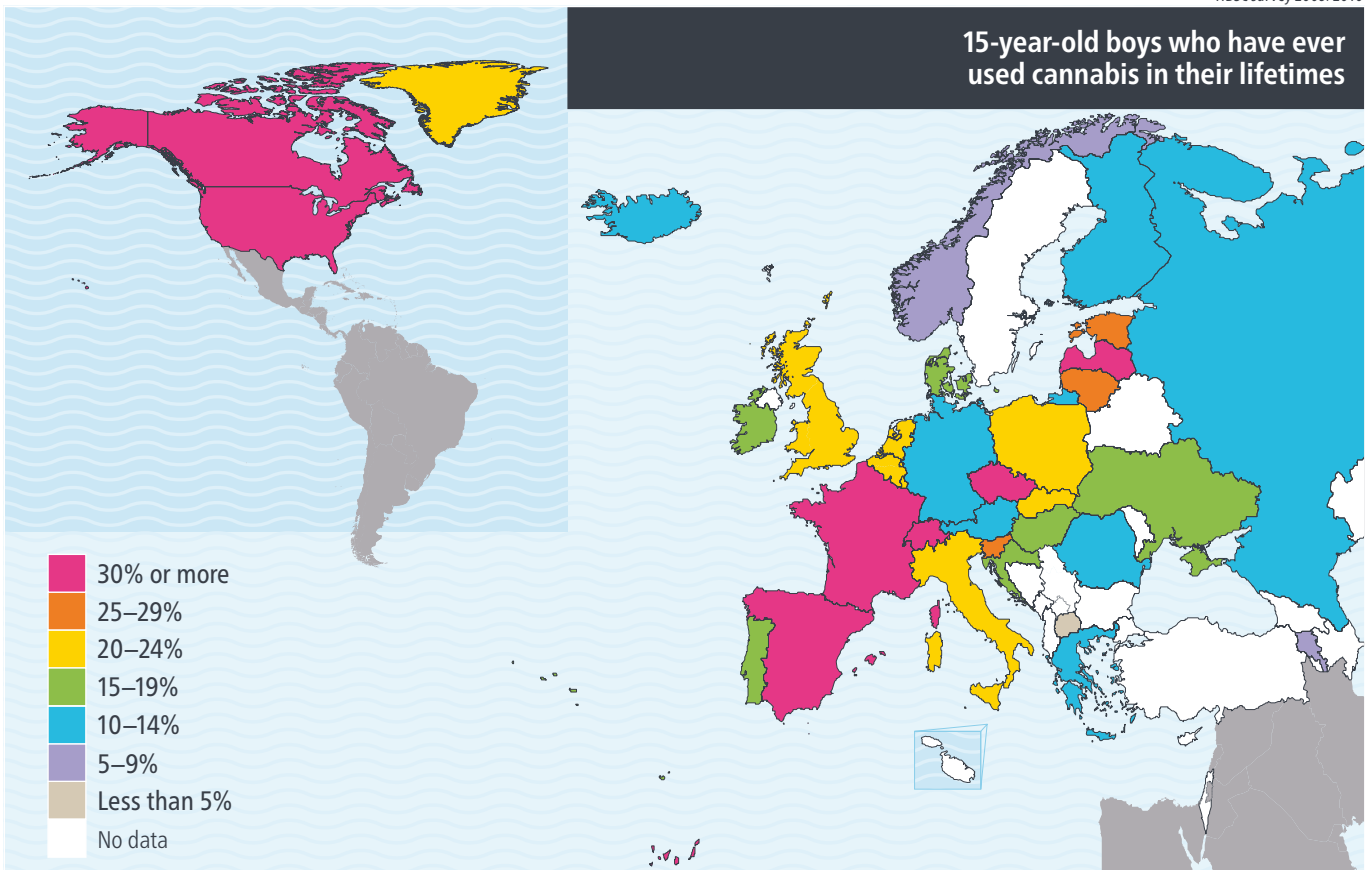 15-year-old boys who have ever
used cannabis in their lifetimes
30% or more
25–29%
20–24%
15–19%
10–14%
5–9%
Less than 5%
No data